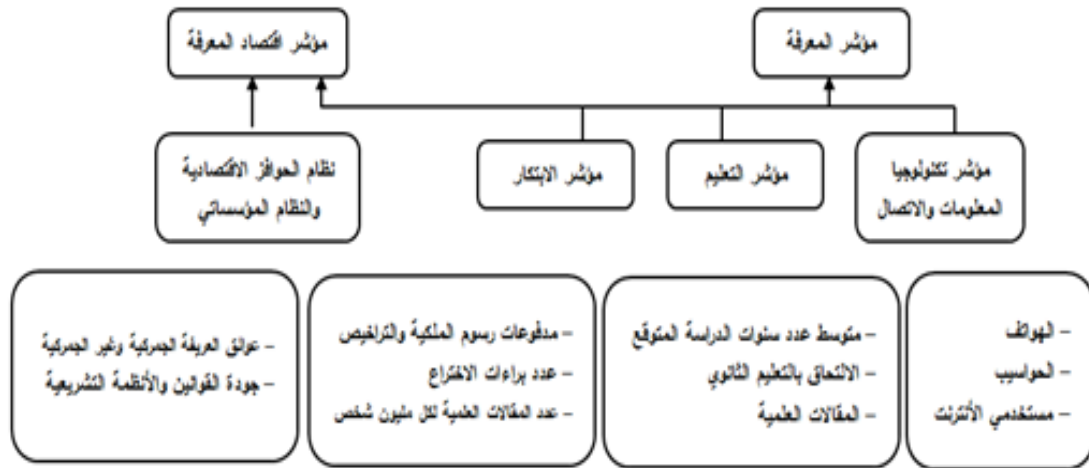 مؤشر المعرفة
مؤشر اقتصاد المعرفة
مؤشر تكنولوجيا
المعلومات والاتصال
مؤشر التعليم
مؤشر الابتكار
نظام الحوافز الاقتصادية
والنظام المؤسساتي
– الهواتف
– الحواسيب
– مستخدمي الأنترنت
– متوسط عدد سنوات الدراسة المتوقع
– الالتحاق بالتعليم الثانوي
– المقالات العلمية
– مدفوعات رسوم الملكية والتراخيص
– عدد براءات الاختراع
– عدد المقالات العلمية لكل مليون شخص
– عوائق العريفة الجمركية وغير الجمركية
– جودة القوانين والأنظمة التشريعية